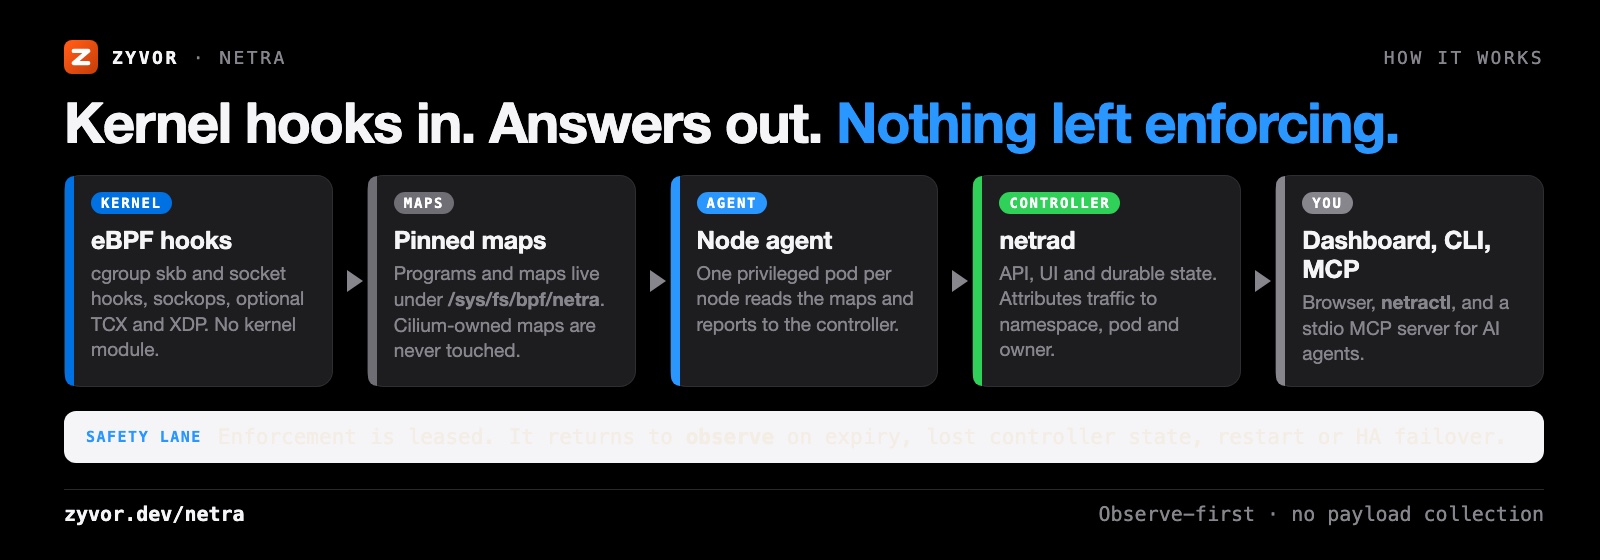 ZYVOR · NETRA
HOW IT WORKS
Kernel hooks in. Answers out. Nothing left enforcing.
KERNEL
eBPF hooks
cgroup skb and socket
hooks, sockops, optional
TCX and XDP. No kernel
module.
MAPS
Pinned maps
Programs and maps live
under /sys/fs/bpf/netra.
Cilium-owned maps are
never touched.
AGENT
Node agent
One privileged pod per
node reads the maps and
reports to the controller.
CONTROLLER
netrad
API, UI and durable state.
Attributes traffic to
namespace, pod and
owner.
YOU
Dashboard, CLI,
MCP
Browser, netractl, and a
stdio MCP server for AI
agents.
SAFETY LANE Enforcement is leased. It returns to observe on expiry, lost controller state, restart or HA failover.
zyvor.dev/netra
Observe-first · no payload collection